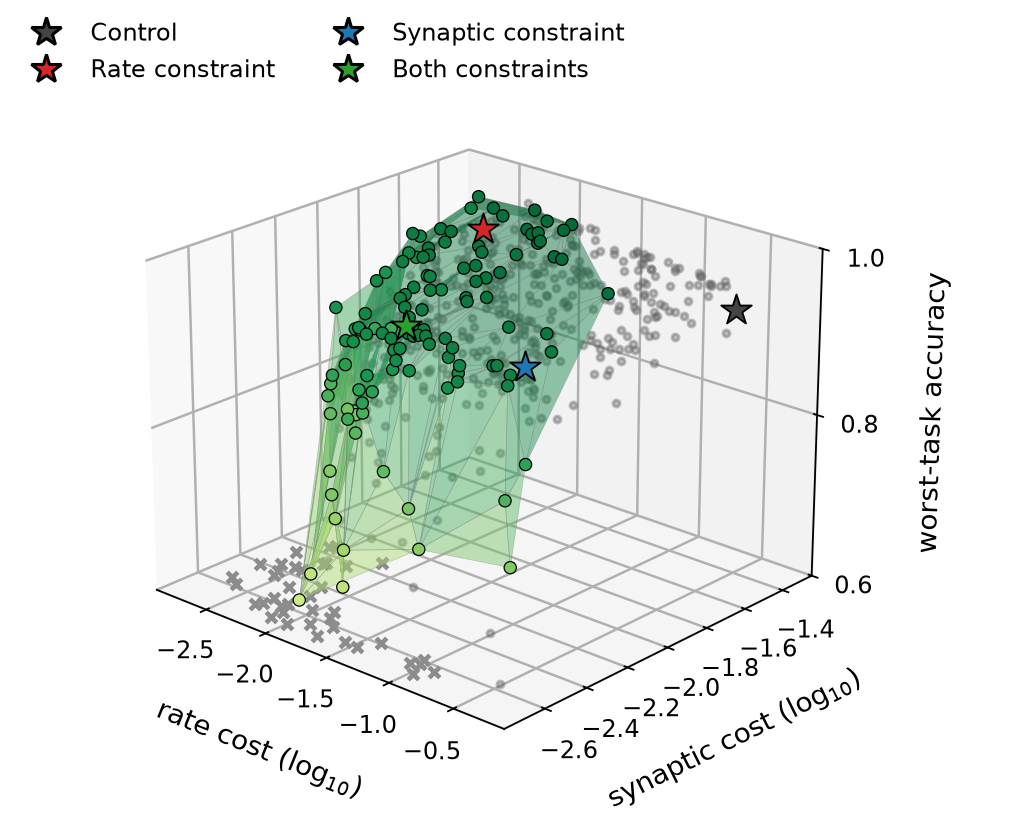 Control
Rate constraint
Synaptic constraint
Both constraints
1.0
0.8
0.6
worst-task accuracy
−2.5
−2.0
−1.5
−1.0
−0.5
rate cost (log₁₀)
−2.6
−2.4
−2.2
−2.0
−1.8
−1.6
−1.4
synaptic cost (log₁₀)